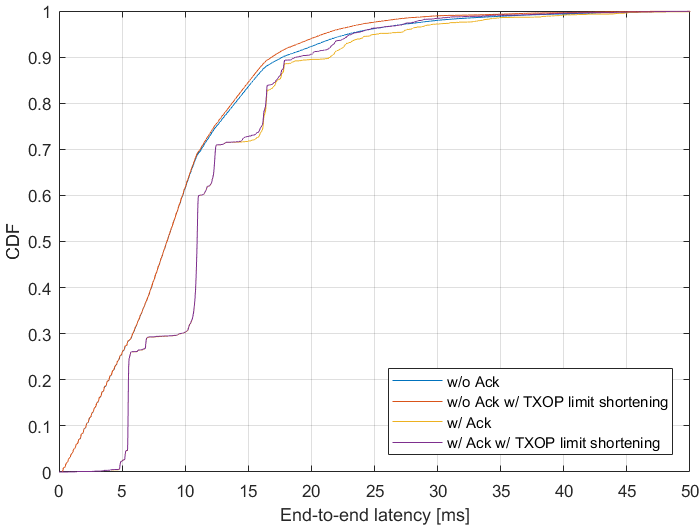 1
0.9
0.8
0.7
0.6
0.5
0.4
0.3
0.2
0.1
0
CDF
w/o Ack
w/o Ack w/ TXOP limit shortening
w/ Ack
w/ Ack w/ TXOP limit shortening
0 5 10 15 20 25 30 35 40 45 50
End-to-end latency [ms]